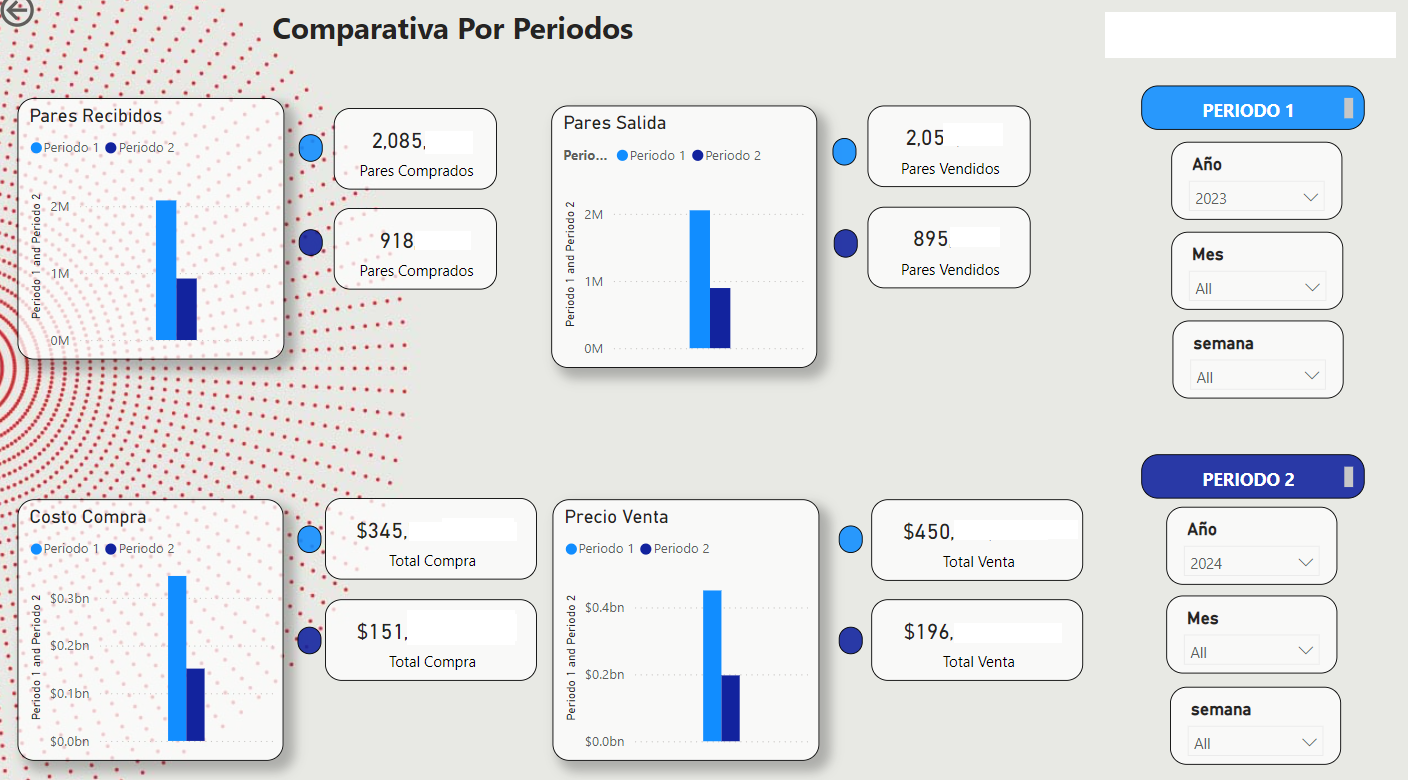 Comparativa Por Periodos
Pares Recibidos
Periodo 1 Periodo 2
Periodo 1 and Periodo 2
2M
1M
0M
2,085,
Pares Comprados
918
Pares Comprados
Pares Salida
Perio... Periodo 1 Periodo 2
Periodo 1 and Periodo 2
2M
1M
0M
2,05
Pares Vendidos
895
Pares Vendidos
PERIODO 1
Año
2023
Mes
All
semana
All
Costo Compra
Periodo 1 Periodo 2
Periodo 1 and Periodo 2
$0.3bn
$0.2bn
$0.1bn
$0.0bn
$345,
Total Compra
$151,
Total Compra
Precio Venta
Periodo 1 Periodo 2
Periodo 1 and Periodo 2
$0.4bn
$0.2bn
$0.0bn
$450,
Total Venta
$196,
Total Venta
PERIODO 2
Año
2024
Mes
All
semana
All